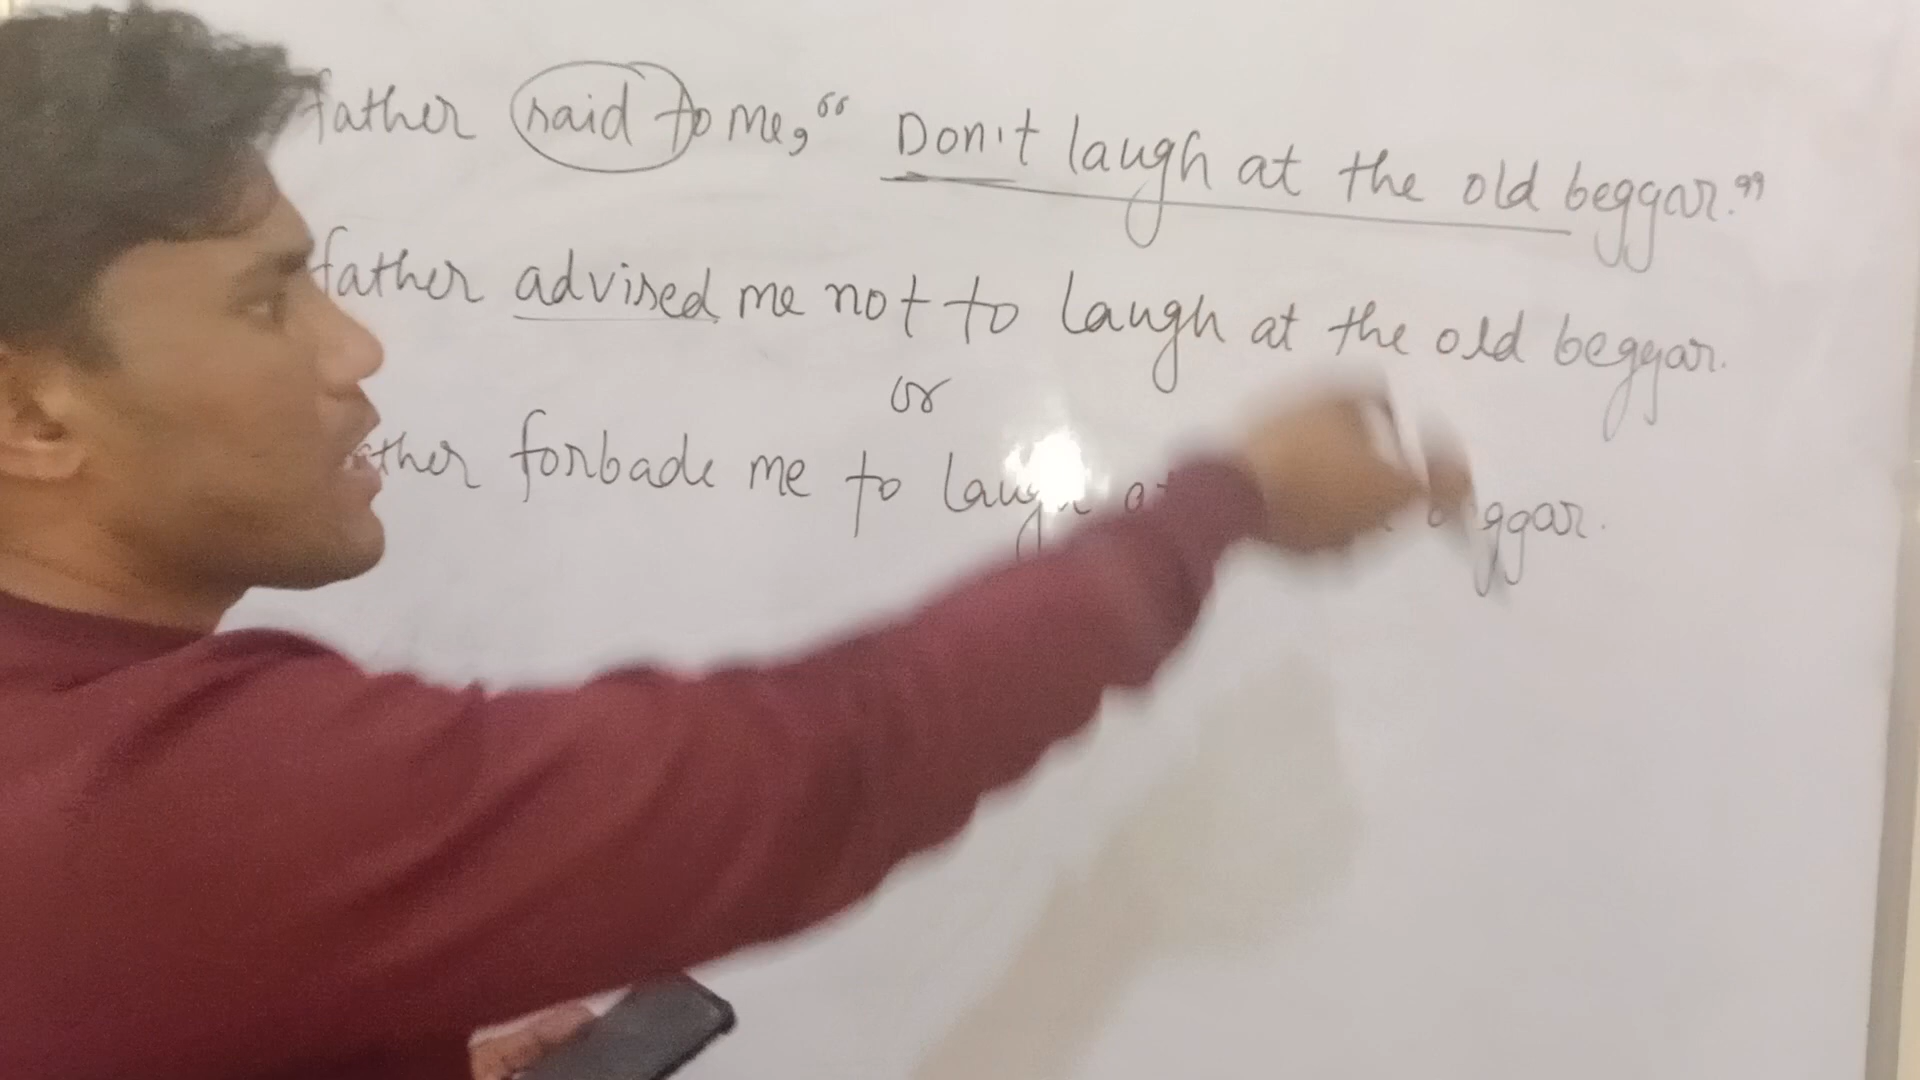 father said to me, “ Don't laugh at the old beggar.”
father advised me not to laugh at the old beggar.
or
forbade me to laugh